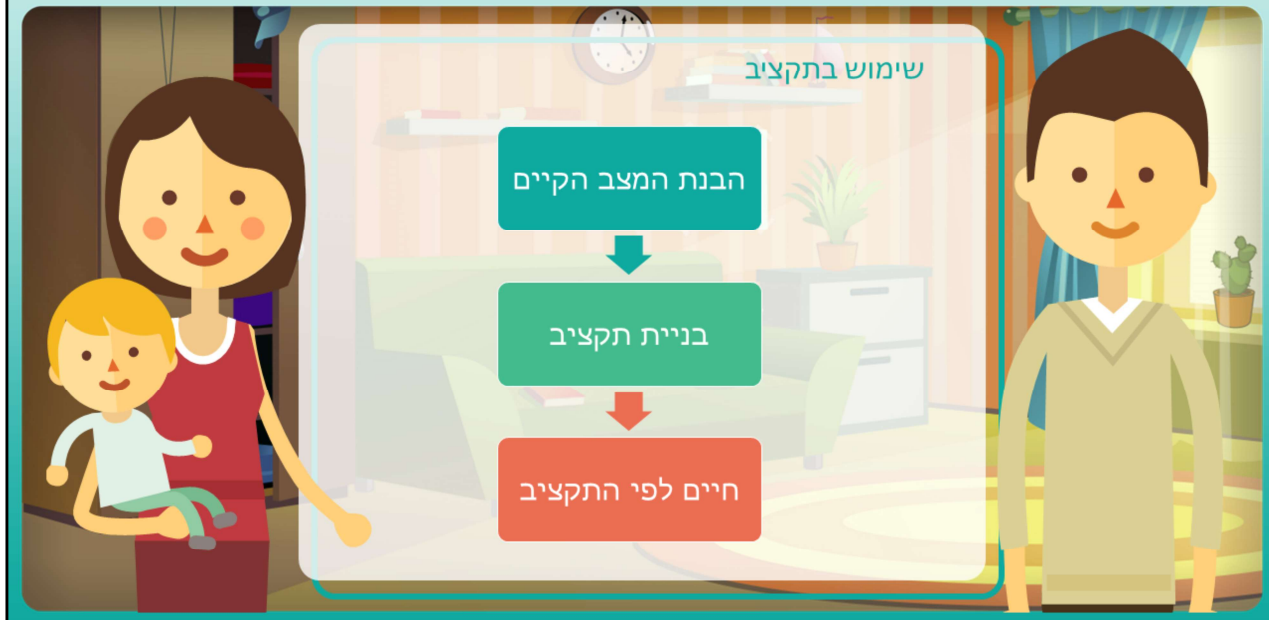 שימוש בתקציב
הבנת המצב הקיים
בניית תקציב
חיים לפי התקציב